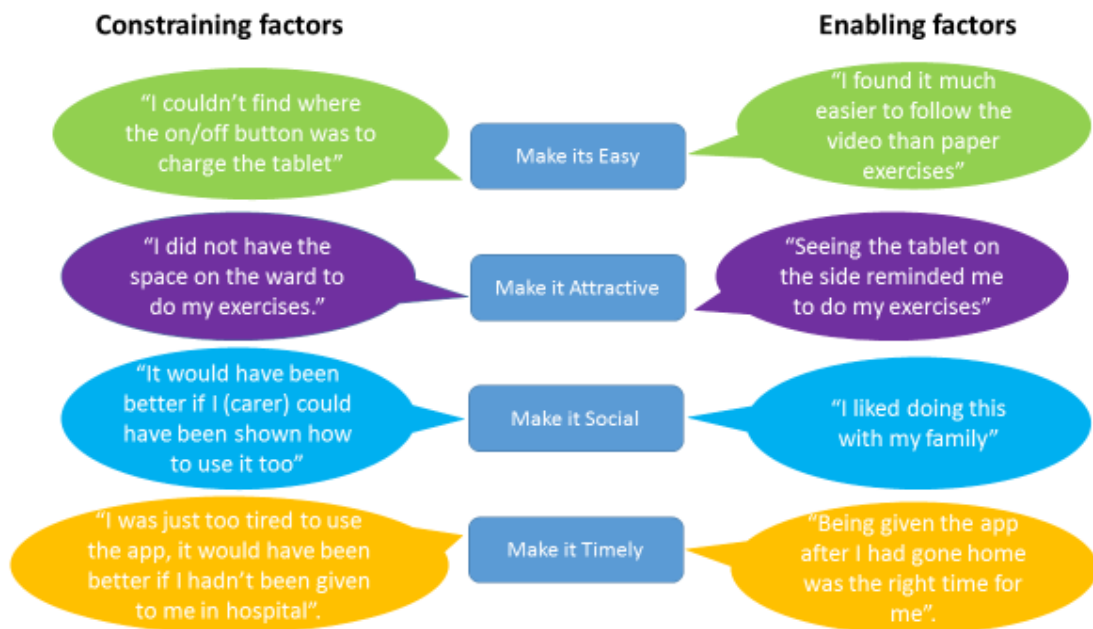 Constraining factors
Enabling factors
“I couldn’t find where
the on/off button was to
charge the tablet”
Make its Easy
“I found it much
easier to follow the
video than paper
exercises”
“I did not have the
space on the ward to
do my exercises.”
Make it Attractive
“Seeing the tablet on
the side reminded me
to do my exercises”
“It would have been
better if I (carer) could
have been shown how
to use it too”
Make it Social
“I liked doing this
with my family”
“I was just too tired to use
the app, it would have been
better if I hadn’t been given
to me in hospital”.
Make it Timely
“Being given the app
after I had gone home
was the right time for
me”.